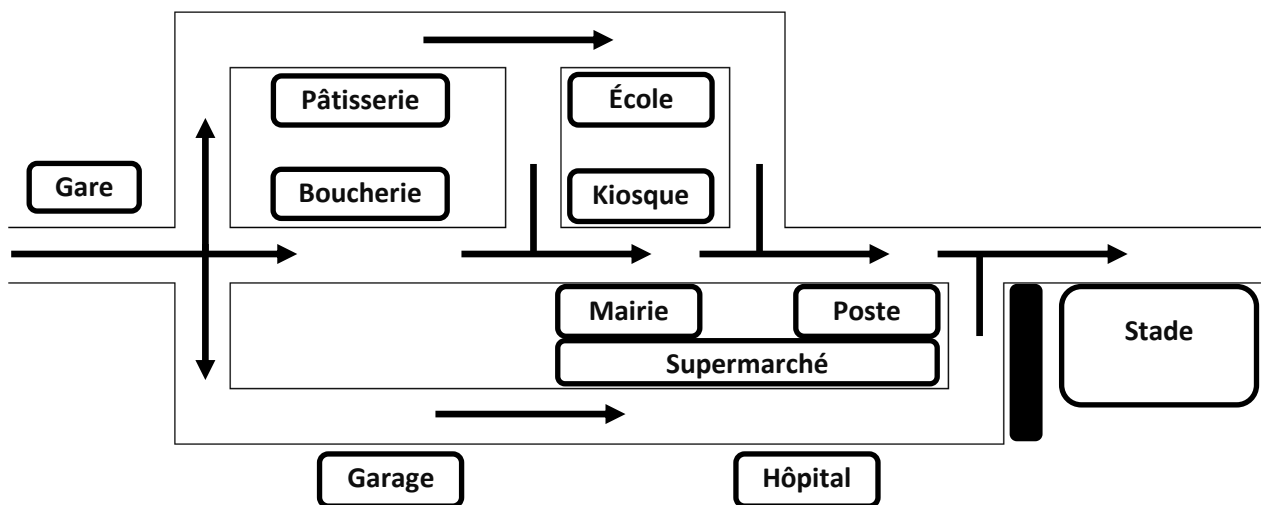 Pâtisserie
École
Gare
Boucherie
Kiosque
Mairie
Poste
Stade
Supermarché
Garage
Hôpital